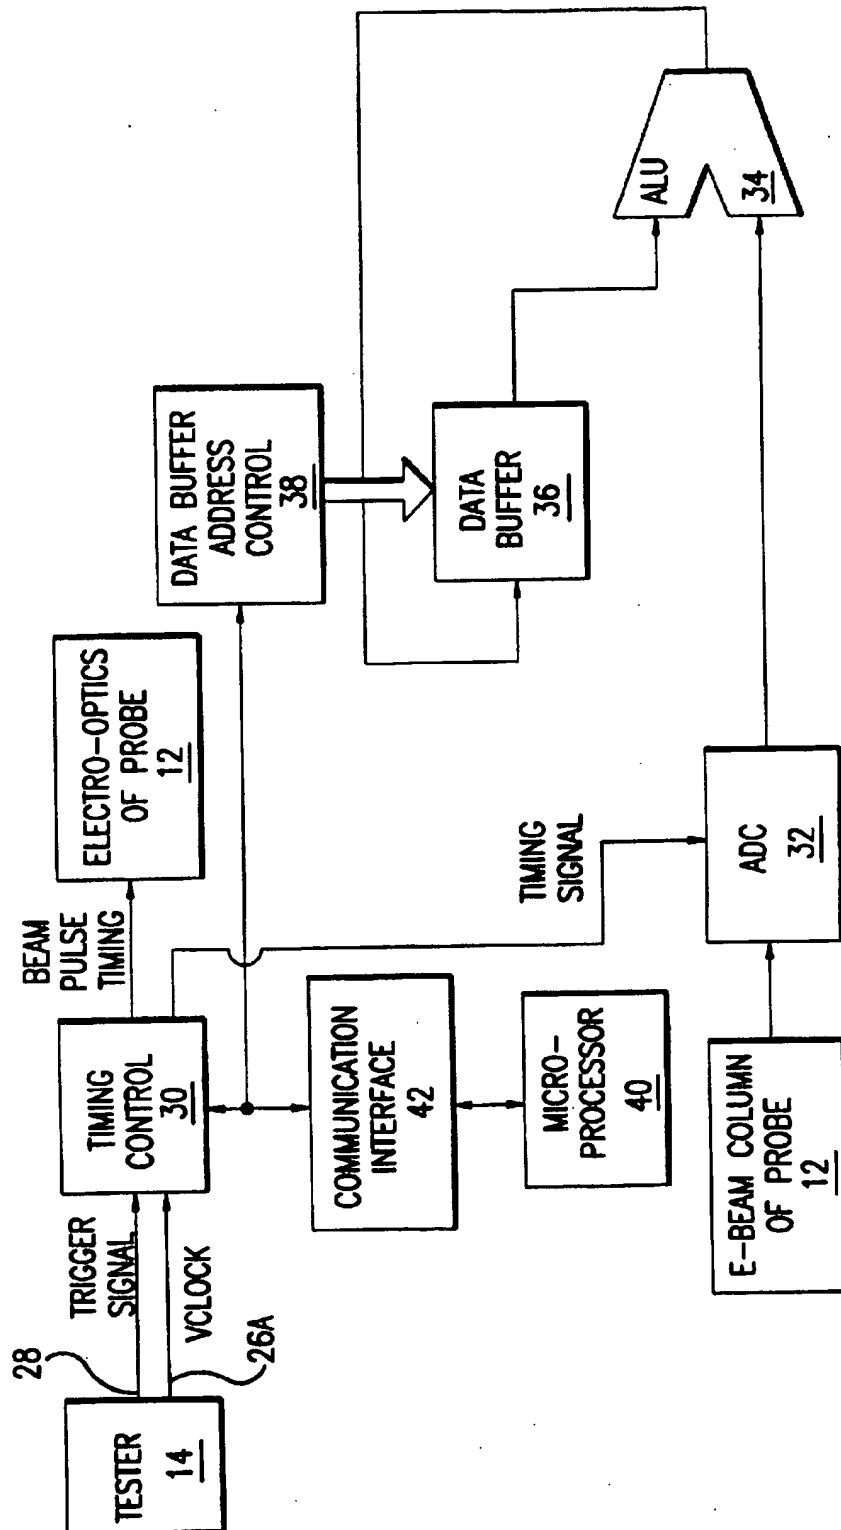 TESTER
14
28
TRIGGER
SIGNAL
VCLOCK
26A
TIMING
CONTROL
30
BEAM
PULSE
TIMING
ELECTRO-OPTICS
OF PROBE
12
COMMUNICATION
INTERFACE
42
MICRO-
PROCESSOR
40
DATA BUFFER
ADDRESS
CONTROL
38
DATA
BUFFER
36
TIMING
SIGNAL
E-BEAM COLUMN
OF PROBE
12
ADC
32
ALU
34